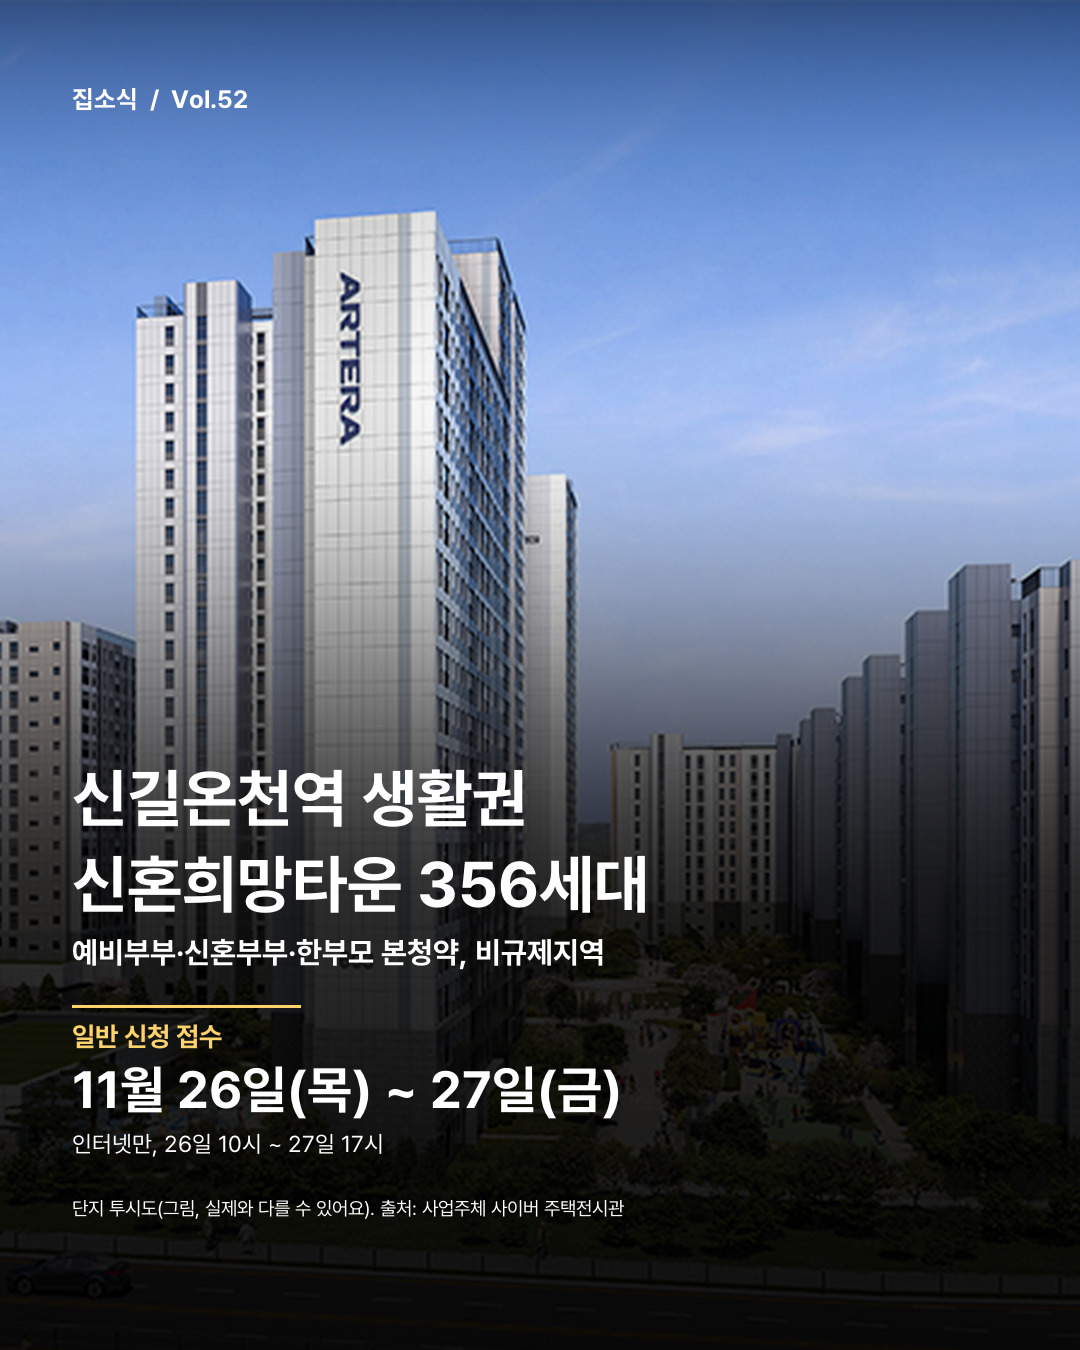 집소식 / Vol.52
ARTERA
신길온천역 생활권
신혼희망타운 356세대
예비부부·신혼부부·한부모 본청약, 비규제지역
일반 신청 접수
11월 26일(목) ~ 27일(금)
인터넷만, 26일 10시 ~ 27일 17시
단지 투시도(그림, 실제와 다를 수 있어요). 출처: 사업주체 사이버 주택전시관